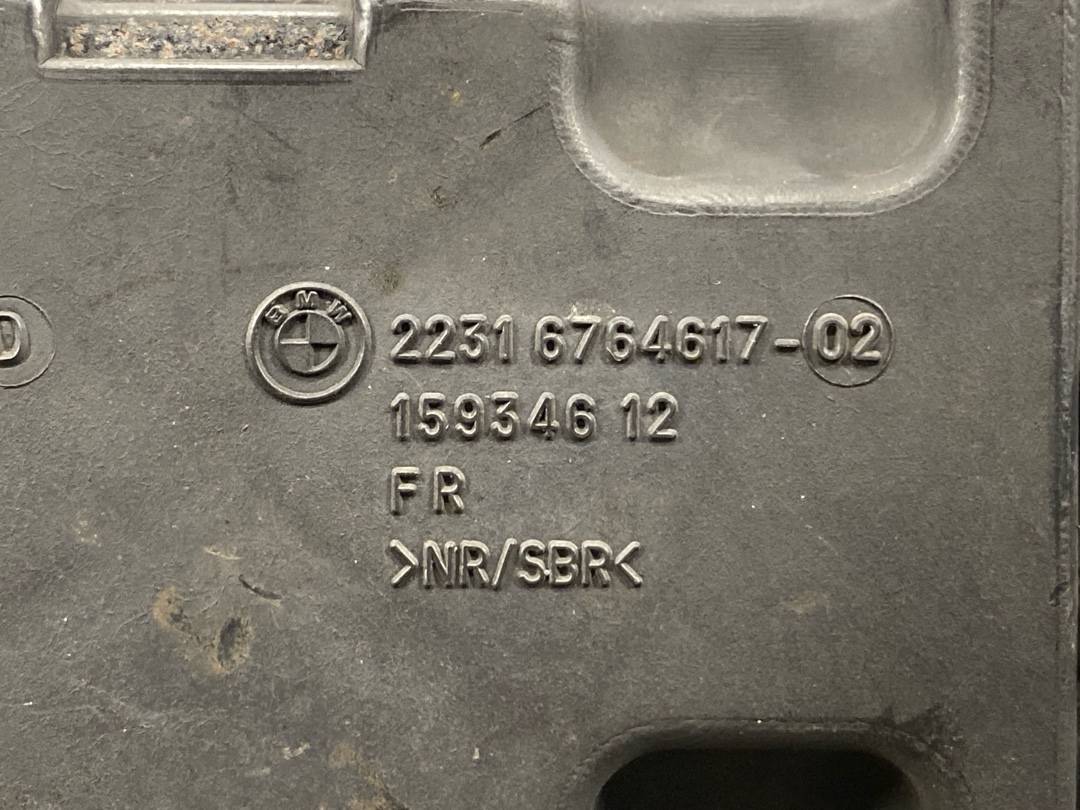 D
BMW
2231 6764617-02
159346 12
FR
>NR/SBR<